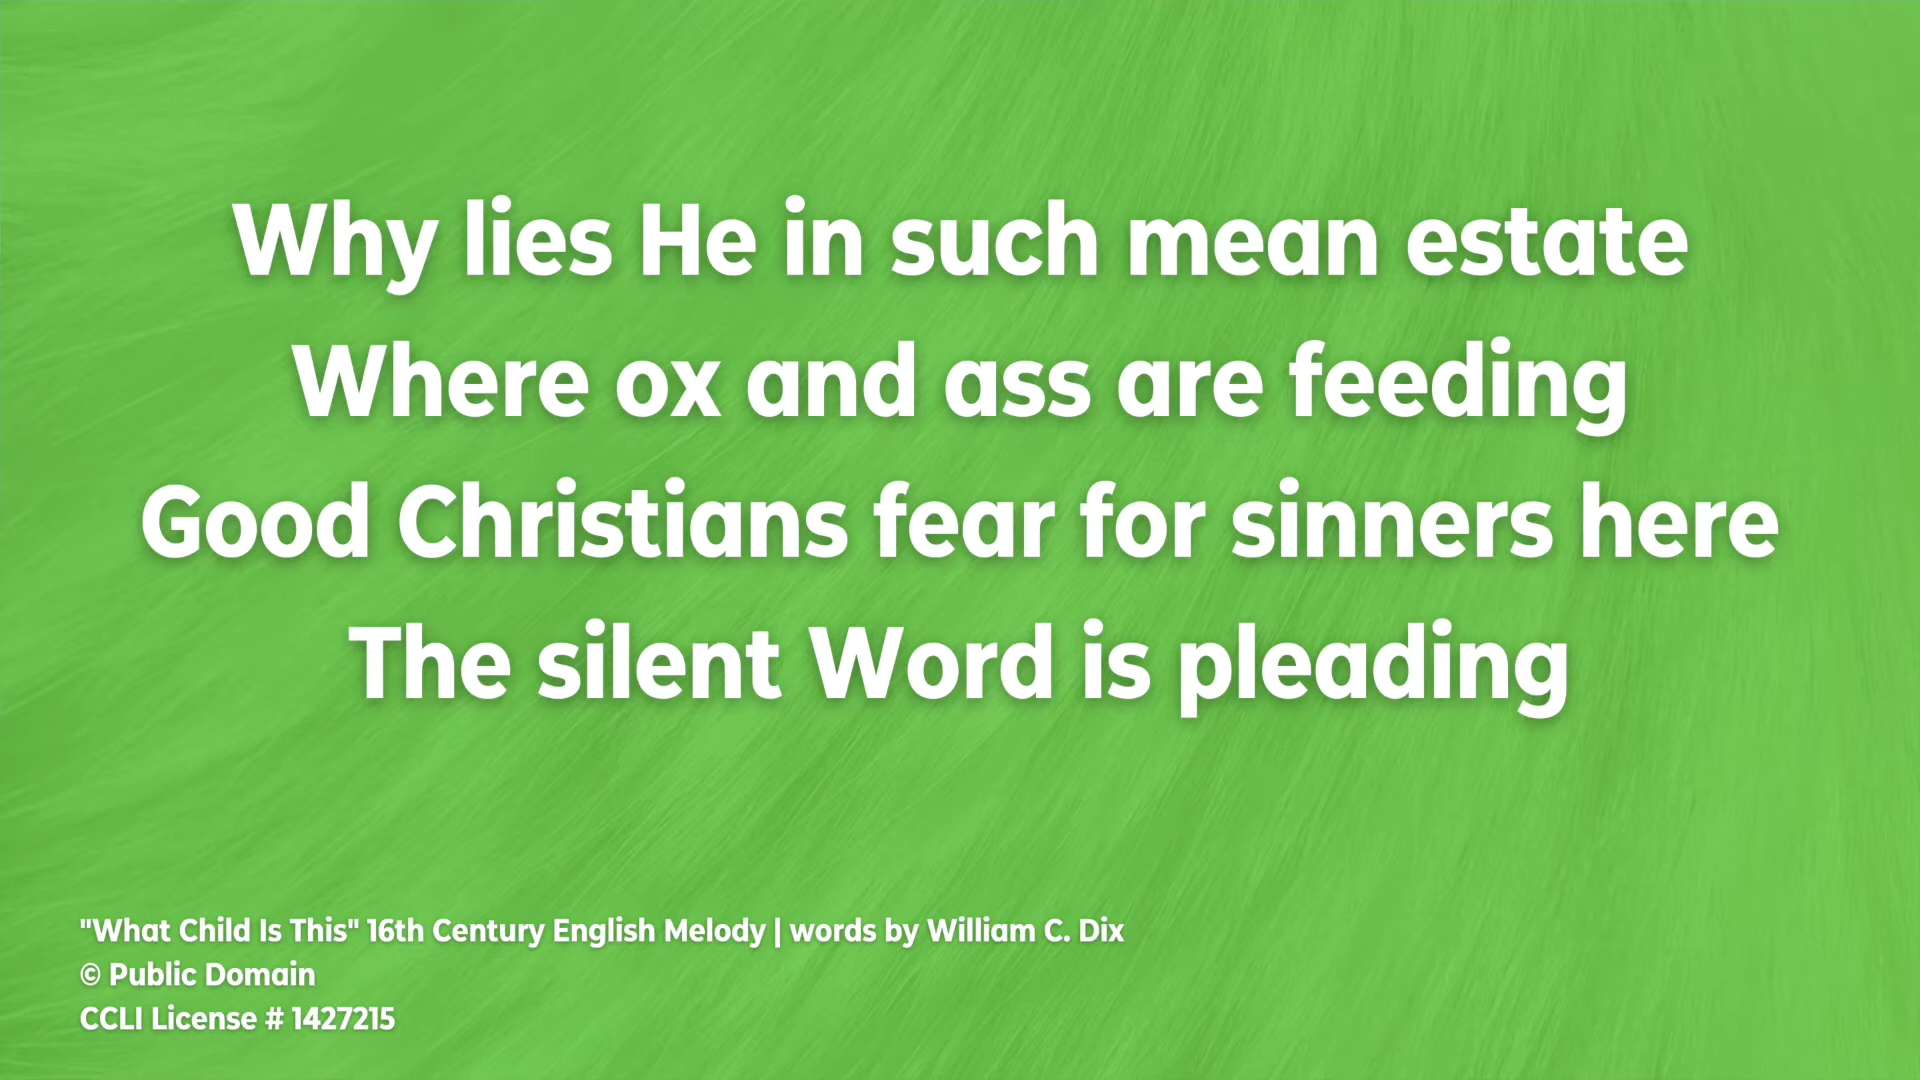 Why lies He in such mean estate
Where ox and ass are feeding
Good Christians fear for sinners here
The silent Word is pleading
"What Child Is This" 16th Century English Melody | words by William C. Dix
© Public Domain
CCLI License # 1427215